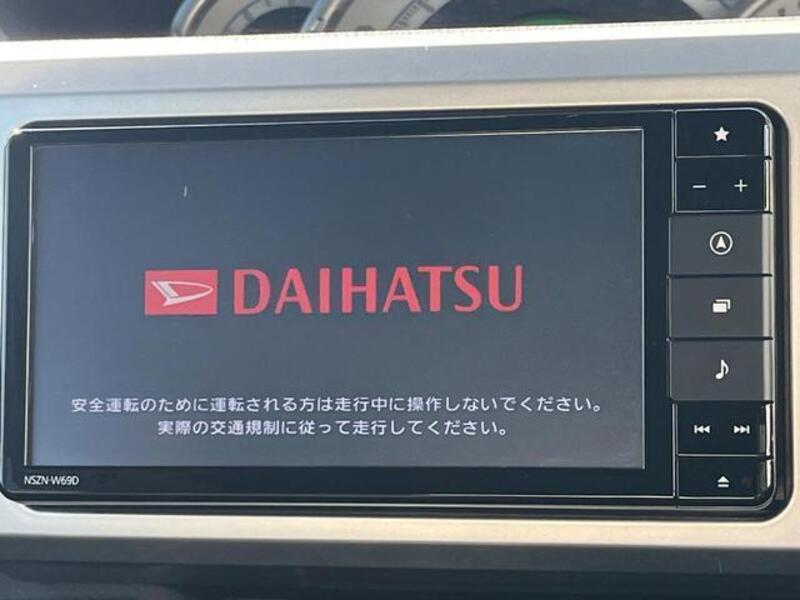 DAIHATSU
安全運転のために運転される方は走行中に操作しないでください。
実際の交通規制に従って走行してください。
NSZN-W69D